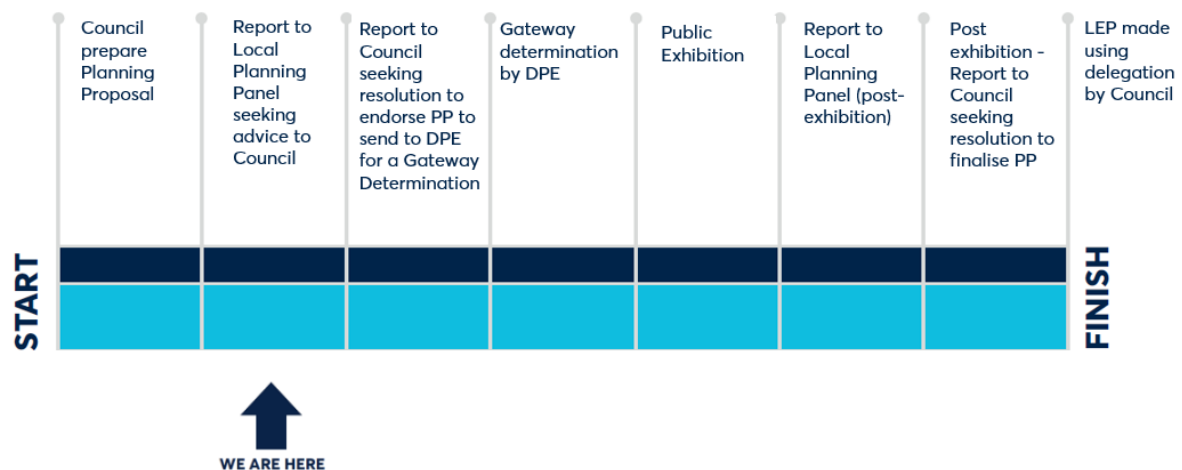 Council
prepare
Planning
Proposal
Report to
Local
Planning
Panel
seeking
advice to
Council
Report to
Council
seeking
resolution to
endorse PP to
send to DPE
for a Gateway
Determination
Gateway
determination
by DPE
Public
Exhibition
Report to
Local
Planning
Panel (post-
exhibition)
Post
exhibition -
Report to
Council
seeking
resolution to
finalise PP
LEP made
using
delegation
by Council
START
FINISH
WE ARE HERE